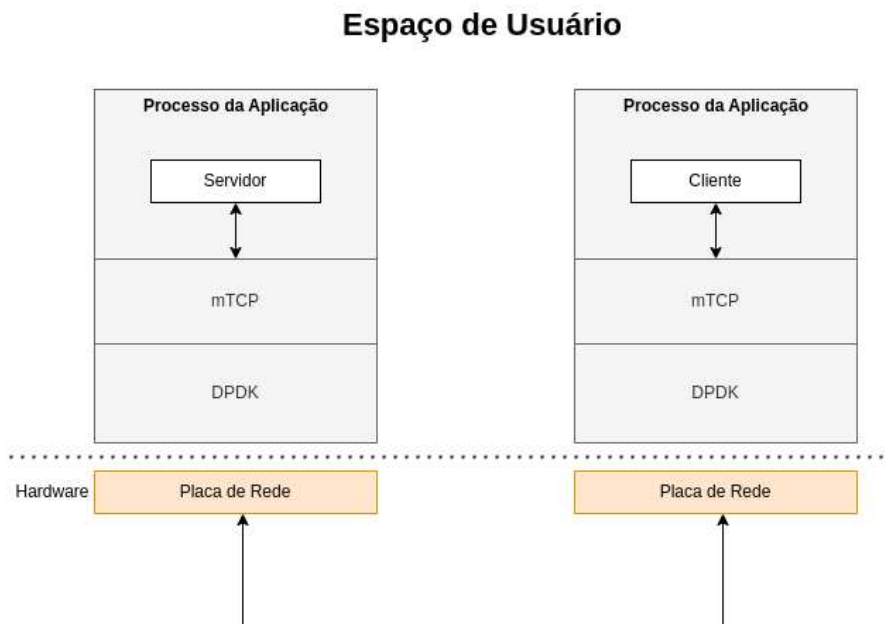 Espaço de Usuário
Processo da Aplicação
Servidor
mTCP
DPDK
Processo da Aplicação
Cliente
mTCP
DPDK
Hardware
Placa de Rede
Placa de Rede